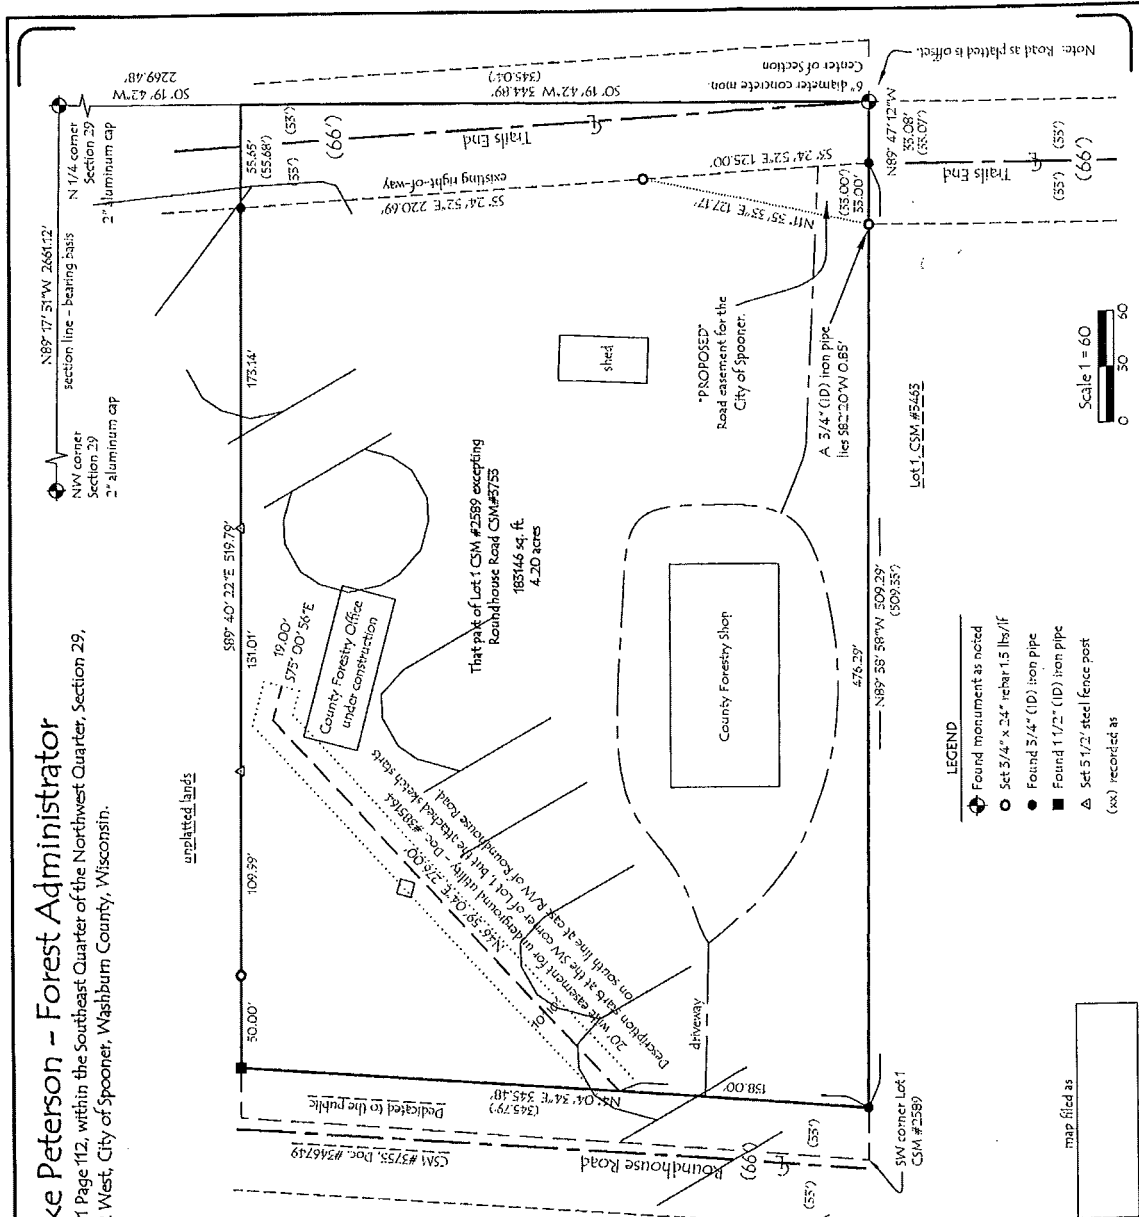 ke Peterson - Forest Administrator
1 Page 112, within the Southeast Quarter of the Northwest Quarter, Section 29,
West, City of Spooner, Washburn County, Wisconsin.
unplatted lands
NW corner
Section 29
2" aluminum cap
N89°17'51"W 2661.12'
section line - bearing basis
N 1/4 corner
Section 29
2" aluminum cap
S0°19'42"W
2269.48'
S89°40'22"E 519.79'
50.00'
109.99'
131.01'
173.14'
55.65'
(55.68')
(33')
(33')
(66')
S0°19'42"W 344.89'
(345.04')
6" diameter concrete mon.
Center of Section
Note: Road as platted is offset.
Trails End
existing right-of-way
S5°24'52"E 220.69'
S5°24'52"E 125.00'
N11°35'33"E 127.17'
N89°47'12"W
33.08'
(33.07')
(33.00')
33.00'
Trails End
(33')
(33')
(66')
19.00'
S75°00'56"E
County Forestry Office
under construction
That part of Lot 1 CSM #2589 excepting
Roundhouse Road CSM#3753
183146 sq. ft.
4.20 acres
shed
"PROPOSED"
Road easement for the
City of Spooner.
A 3/4" (ID) iron pipe
lies S82°20'W 0.85'
N46°59'04"E 276.00'
20' wide easement for underground utility - Doc. #385164
Description starts at the SW corner of Lot 1 but the attached sketch starts
on south line at east R/W of Roundhouse Road.
10'
10'
County Forestry Shop
driveway
158.00'
N4°04'34"E 345.48'
(345.79')
Dedicated to the public
CSM #3753, Doc. #346749
Roundhouse Road
(66')
(33')
(33')
SW corner Lot 1
CSM #2589
476.29'
N89°38'58"W 509.29'
(509.33')
Lot 1, CSM #3463
LEGEND
Found monument as noted
Set 3/4" x 24" rebar 1.5 lbs/lf
Found 3/4" (ID) iron pipe
Found 1 1/2" (ID) iron pipe
Set 5 1/2' steel fence post
(xx) recorded as
Scale 1 = 60
0 30 60
map filed as